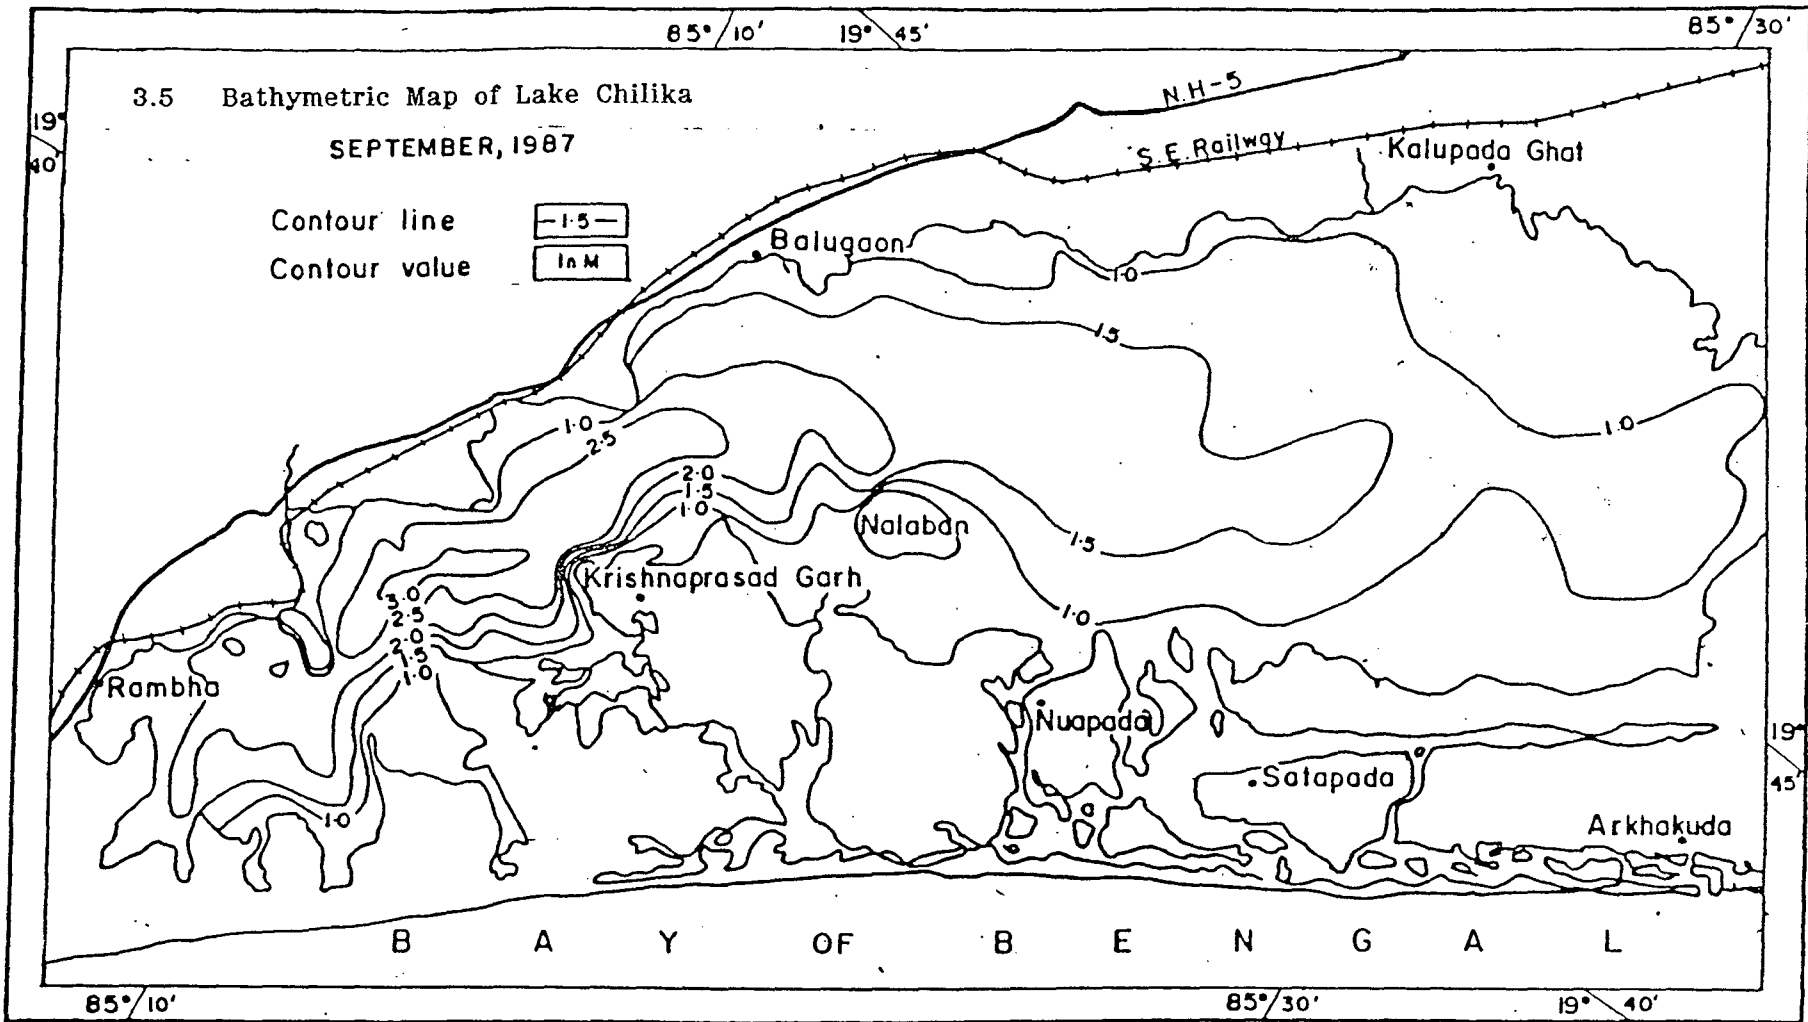 85°/10' 19° 45' 85°/30'
3.5 Bathymetric Map of Lake Chilika
SEPTEMBER, 1987
19°
40'
Contour line -1.5-
Contour value In M
N.H-5
S.E. Railway
Kalupada Ghat
Balugaon
1.0
1.5
1.0
1.0
2.5
2.0
1.5
1.0
Nalaban
1.5
Krishnaprasad Garh
3.0
2.5
2.0
1.5
1.0
1.0
Rambha
Nuapada
19°
45'
Satapada
1.0
Arkhakuda
BAY OF BENGAL
85°/10' 85°/30' 19° 40'